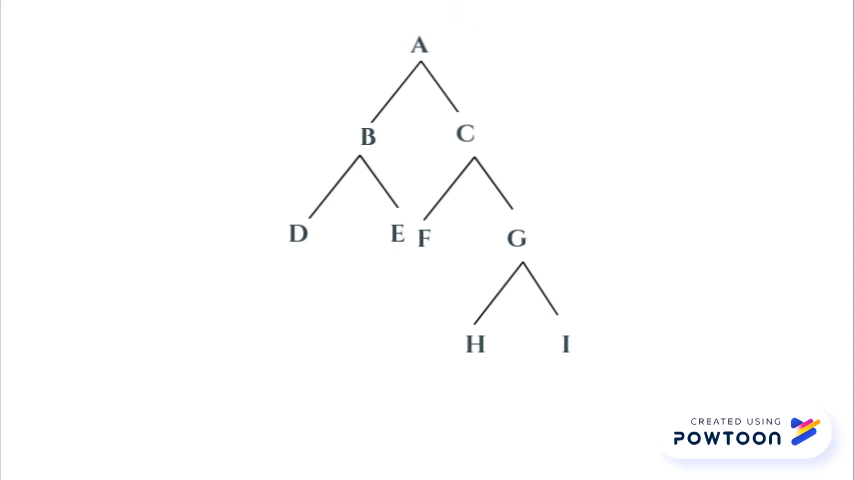 A
B C
D E F G
H I
CREATED USING
POWTOON